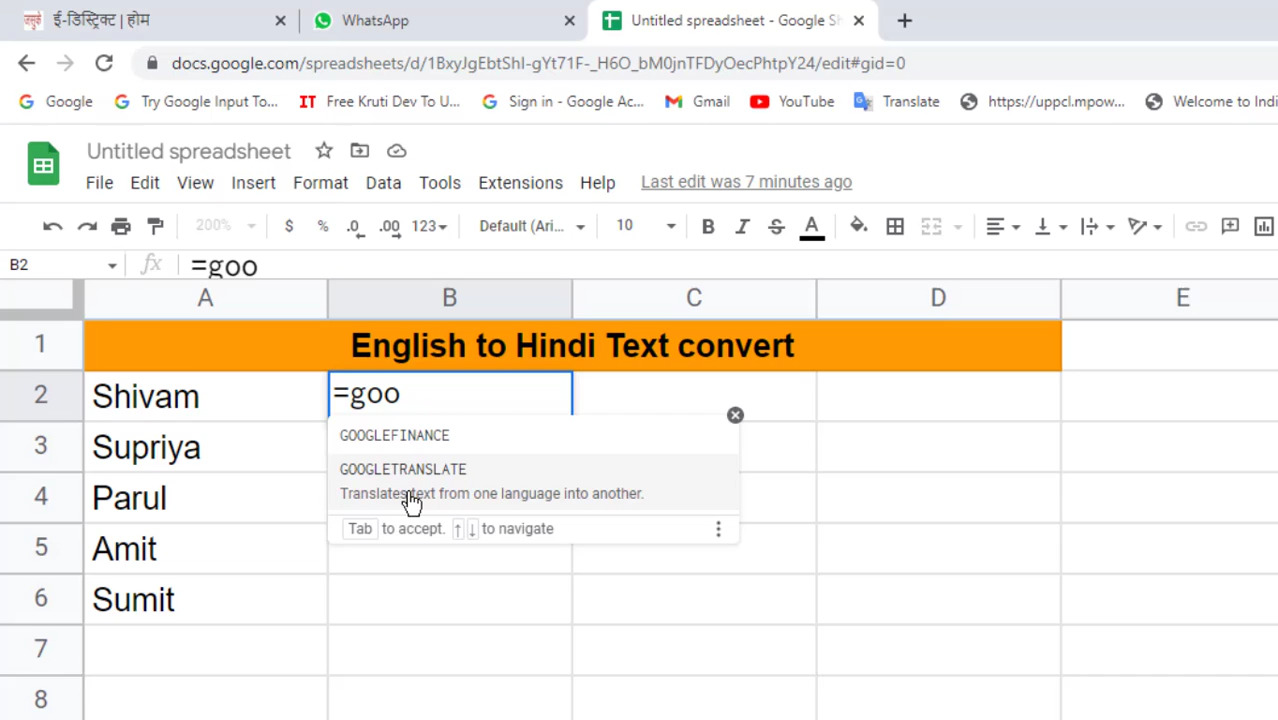 ई-डिस्ट्रिक्ट | होम
WhatsApp
Untitled spreadsheet - Google Sh
docs.google.com/spreadsheets/d/1BxyJgEbtShI-gYt71F-_H6O_bM0jnTFDyOecPhtpY24/edit#gid=0
Google
Try Google Input To...
IT Free Kruti Dev To U...
Sign in - Google Ac...
Gmail
YouTube
Translate
https://uppcl.mpow...
Welcome to Indi
Untitled spreadsheet
File Edit View Insert Format Data Tools Extensions Help Last edit was 7 minutes ago
200% $ % .0 .00 123 Default (Ari... 10 B I S A
B2 fx =goo
A B C D E
1 English to Hindi Text convert
2 Shivam =goo
GOOGLEFINANCE
3 Supriya
GOOGLETRANSLATE
4 Parul
Translates text from one language into another.
Tab to accept. ↑ ↓ to navigate
5 Amit
6 Sumit
7
8